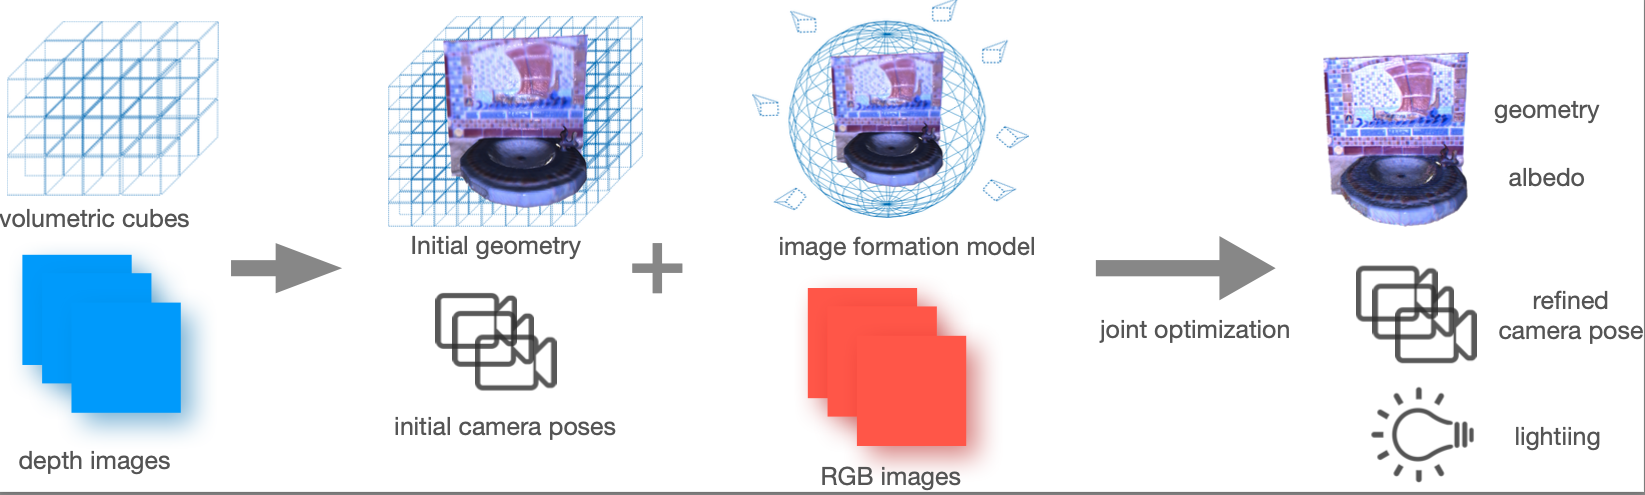 volumetric cubes
depth images
Initial geometry
initial camera poses
image formation model
RGB images
joint optimization
geometry
albedo
refined
camera pose
lightiing